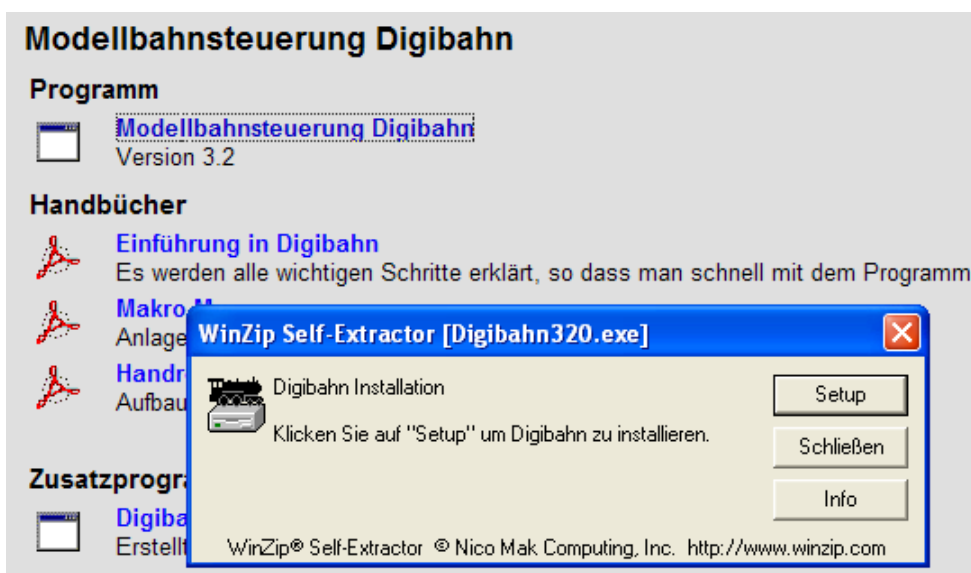 Modellbahnsteuerung Digibahn
Programm
Modellbahnsteuerung Digibahn
Version 3.2
Handbücher
Einführung in Digibahn
Es werden alle wichtigen Schritte erklärt, so dass man schnell mit dem Programm
Makro
Anlage
WinZip Self-Extractor [Digibahn320.exe]
Digibahn Installation
Klicken Sie auf "Setup" um Digibahn zu installieren.
Setup
Schließen
Info
WinZip® Self-Extractor © Nico Mak Computing, Inc. http://www.winzip.com